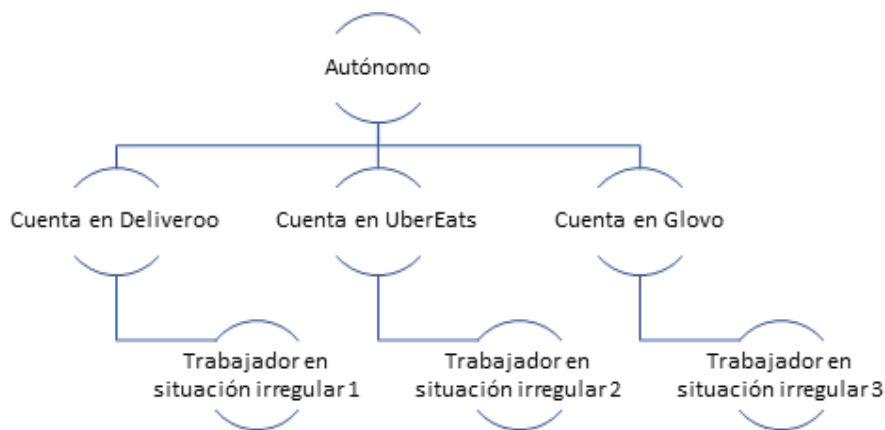 Autónomo
Cuenta en Deliveroo
Cuenta en UberEats
Cuenta en Glovo
Trabajador en
situación irregular 1
Trabajador en
situación irregular 2
Trabajador en
situación irregular 3